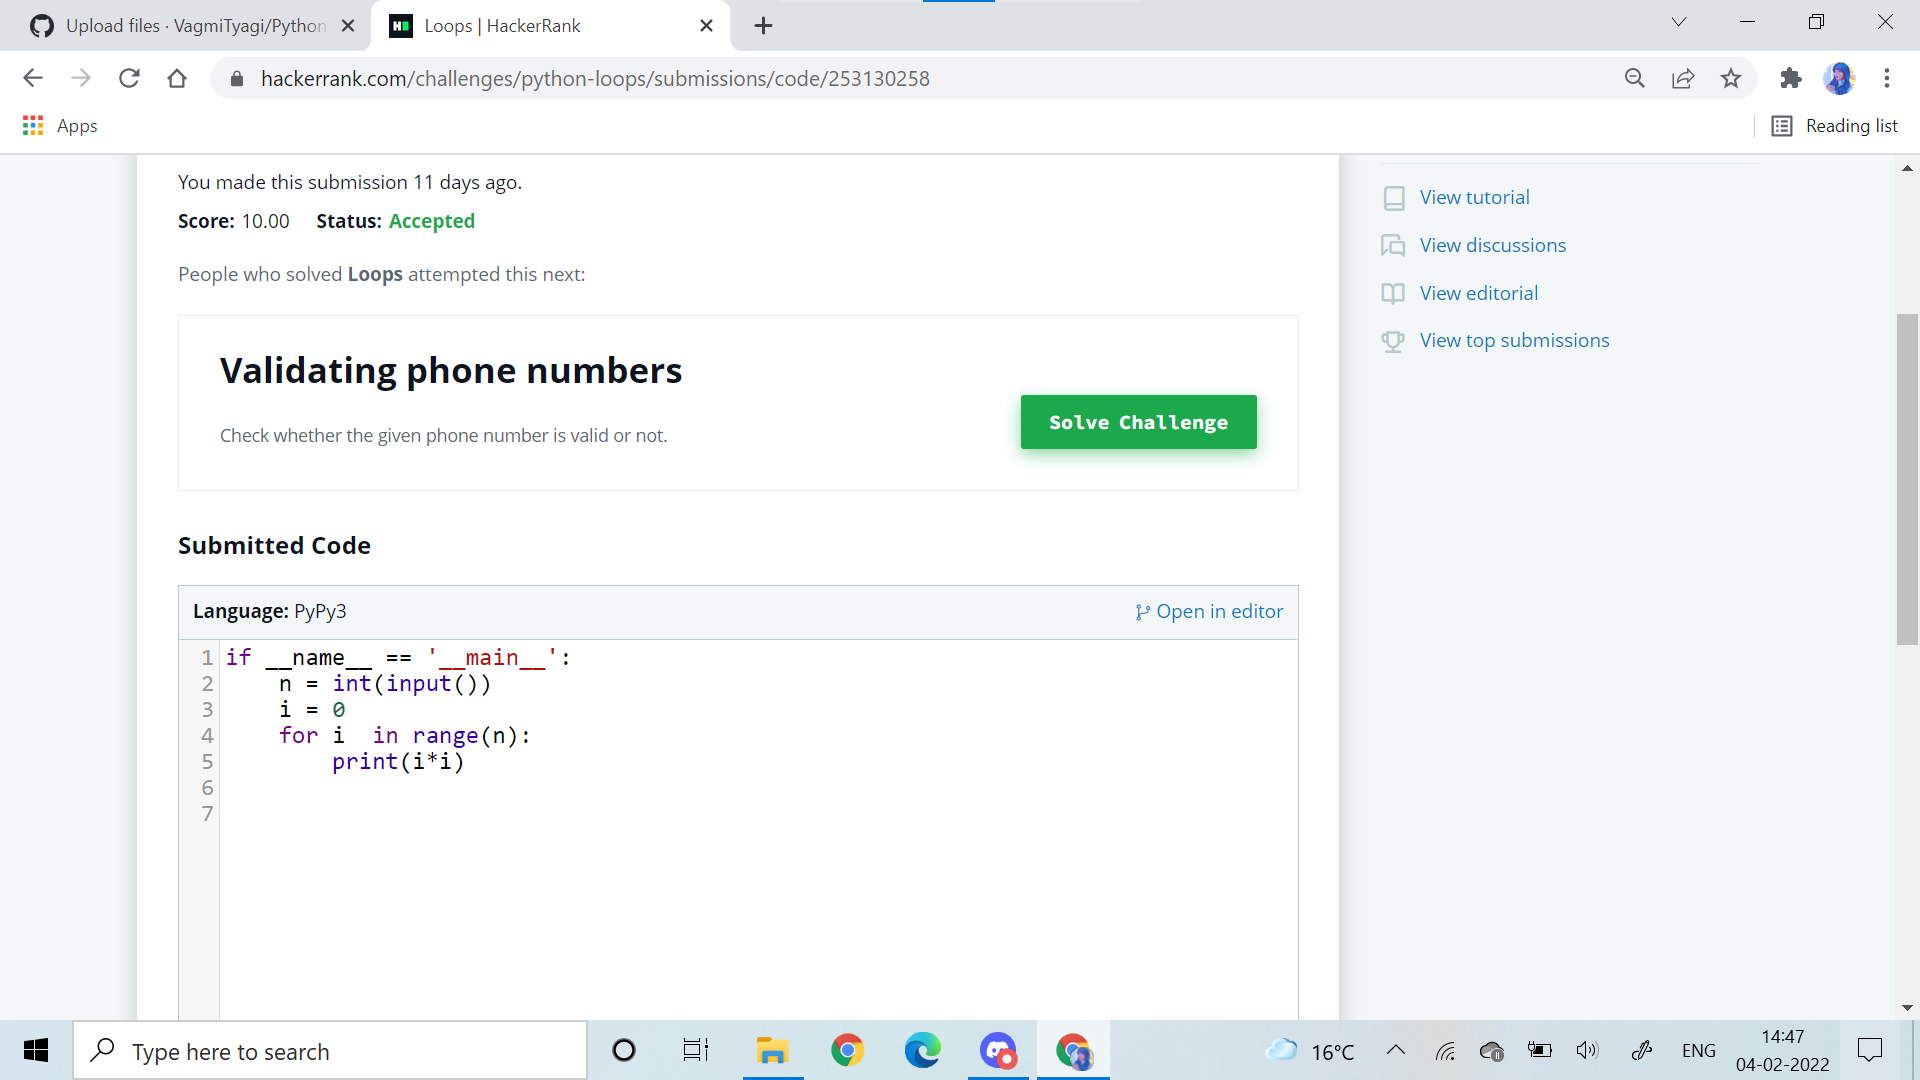 Upload files · VagmiTyagi/Python
Loops | HackerRank
hackerrank.com/challenges/python-loops/submissions/code/253130258
Apps
Reading list
You made this submission 11 days ago.
Score: 10.00 Status: Accepted
People who solved Loops attempted this next:
Validating phone numbers
Check whether the given phone number is valid or not.
Solve Challenge
View tutorial
View discussions
View editorial
View top submissions
Submitted Code
Language: PyPy3
Open in editor
1 if __name__ == '__main__':
2     n = int(input())
3     i = 0
4     for i  in range(n):
5         print(i*i)
6
7
Type here to search
16°C
ENG
14:47
04-02-2022